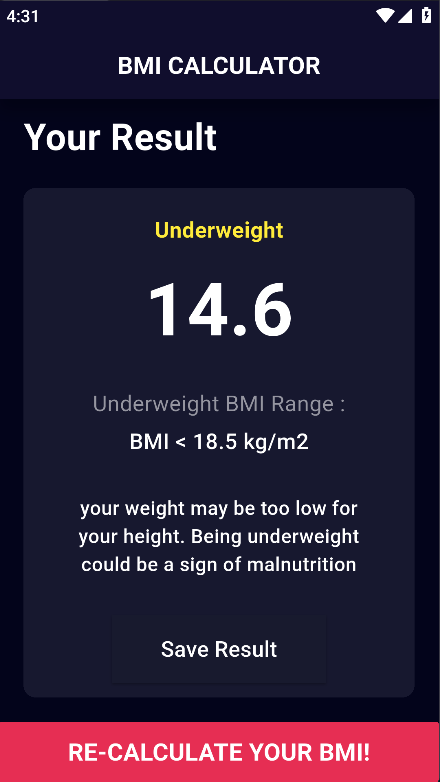 4:31
BMI CALCULATOR
Your Result
Underweight
14.6
Underweight BMI Range :
BMI < 18.5 kg/m2
your weight may be too low for
your height. Being underweight
could be a sign of malnutrition
Save Result
RE-CALCULATE YOUR BMI!